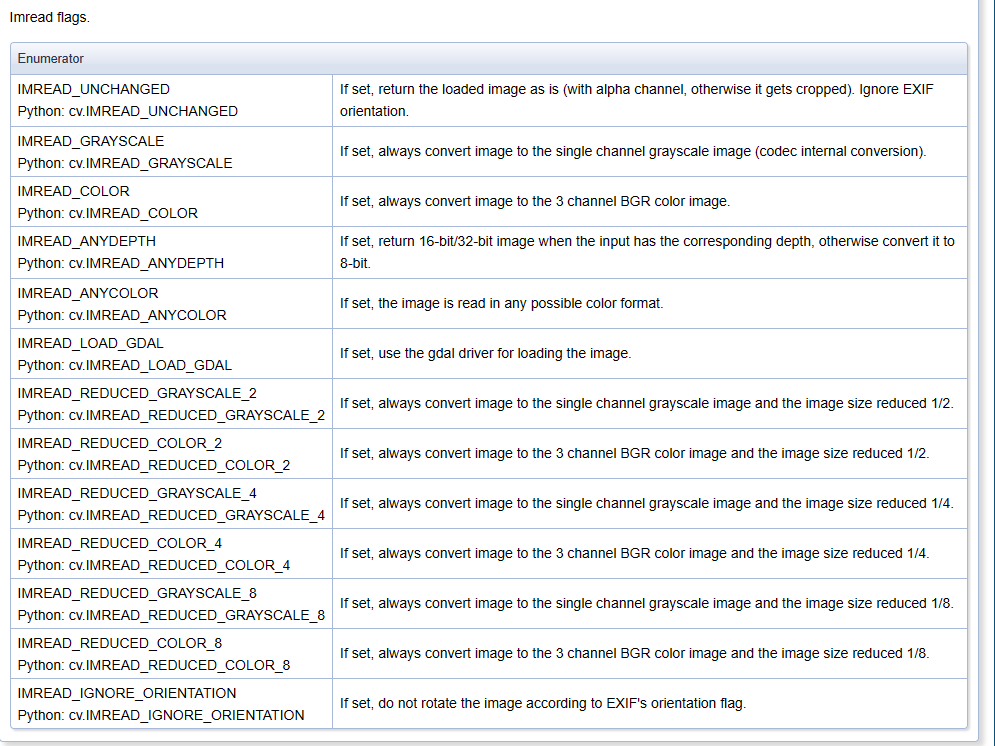 Imread flags.
Enumerator
IMREAD_UNCHANGED
Python: cv.IMREAD_UNCHANGED
If set, return the loaded image as is (with alpha channel, otherwise it gets cropped). Ignore EXIF
orientation.
IMREAD_GRAYSCALE
Python: cv.IMREAD_GRAYSCALE
If set, always convert image to the single channel grayscale image (codec internal conversion).
IMREAD_COLOR
Python: cv.IMREAD_COLOR
If set, always convert image to the 3 channel BGR color image.
IMREAD_ANYDEPTH
Python: cv.IMREAD_ANYDEPTH
If set, return 16-bit/32-bit image when the input has the corresponding depth, otherwise convert it to
8-bit.
IMREAD_ANYCOLOR
Python: cv.IMREAD_ANYCOLOR
If set, the image is read in any possible color format.
IMREAD_LOAD_GDAL
Python: cv.IMREAD_LOAD_GDAL
If set, use the gdal driver for loading the image.
IMREAD_REDUCED_GRAYSCALE_2
Python: cv.IMREAD_REDUCED_GRAYSCALE_2
If set, always convert image to the single channel grayscale image and the image size reduced 1/2.
IMREAD_REDUCED_COLOR_2
Python: cv.IMREAD_REDUCED_COLOR_2
If set, always convert image to the 3 channel BGR color image and the image size reduced 1/2.
IMREAD_REDUCED_GRAYSCALE_4
Python: cv.IMREAD_REDUCED_GRAYSCALE_4
If set, always convert image to the single channel grayscale image and the image size reduced 1/4.
IMREAD_REDUCED_COLOR_4
Python: cv.IMREAD_REDUCED_COLOR_4
If set, always convert image to the 3 channel BGR color image and the image size reduced 1/4.
IMREAD_REDUCED_GRAYSCALE_8
Python: cv.IMREAD_REDUCED_GRAYSCALE_8
If set, always convert image to the single channel grayscale image and the image size reduced 1/8.
IMREAD_REDUCED_COLOR_8
Python: cv.IMREAD_REDUCED_COLOR_8
If set, always convert image to the 3 channel BGR color image and the image size reduced 1/8.
IMREAD_IGNORE_ORIENTATION
Python: cv.IMREAD_IGNORE_ORIENTATION
If set, do not rotate the image according to EXIF's orientation flag.